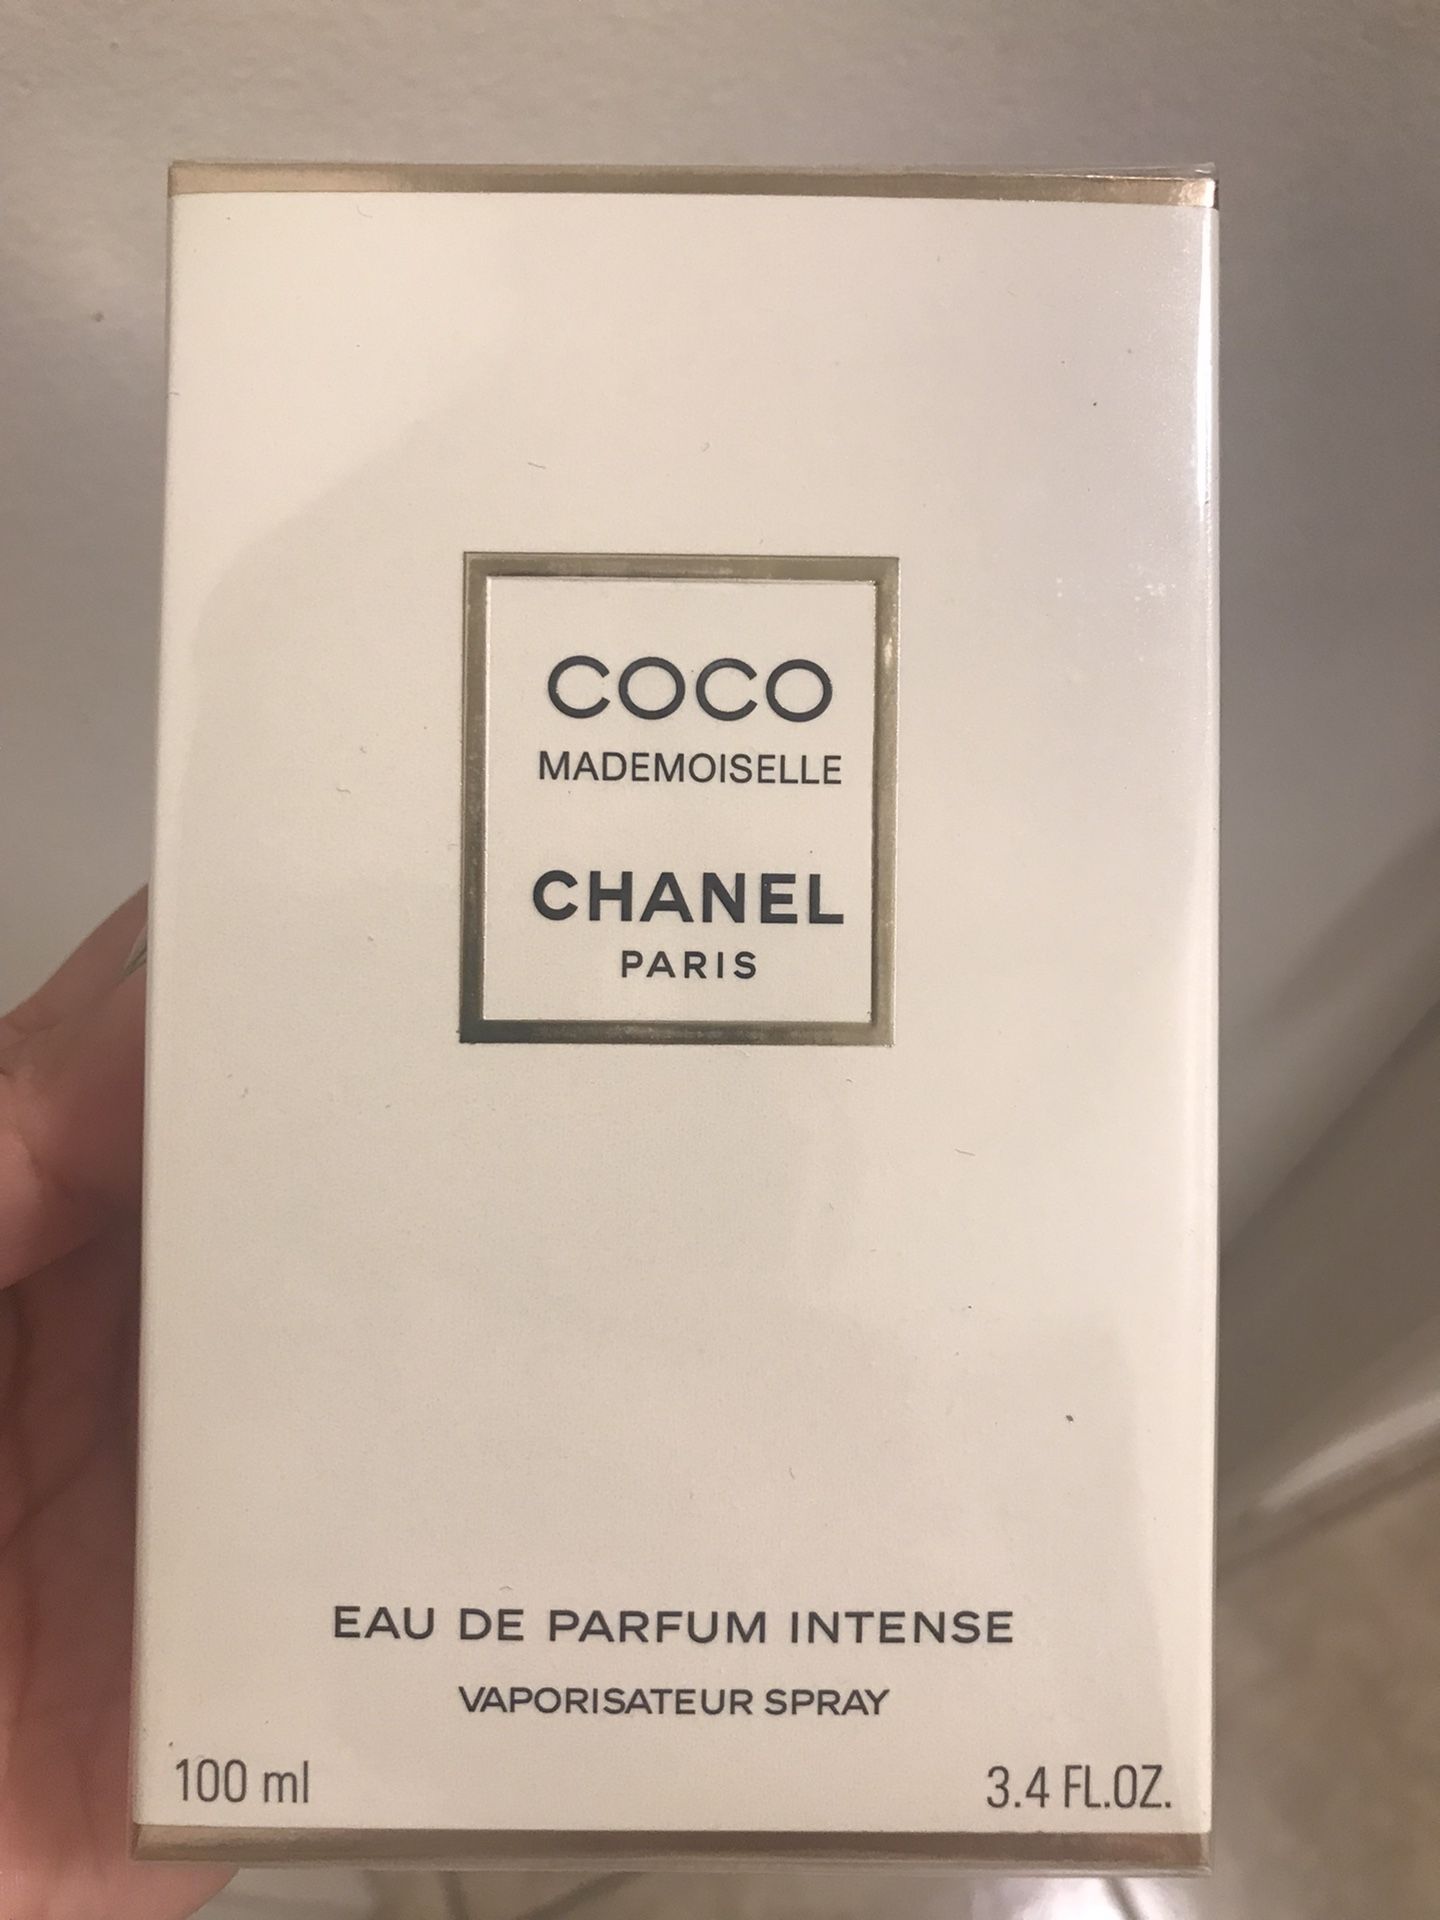 COCO
MADEMOISELLE
CHANEL
PARIS
EAU DE PARFUM INTENSE
VAPORISATEUR SPRAY
100 ml 3.4 FL.OZ.